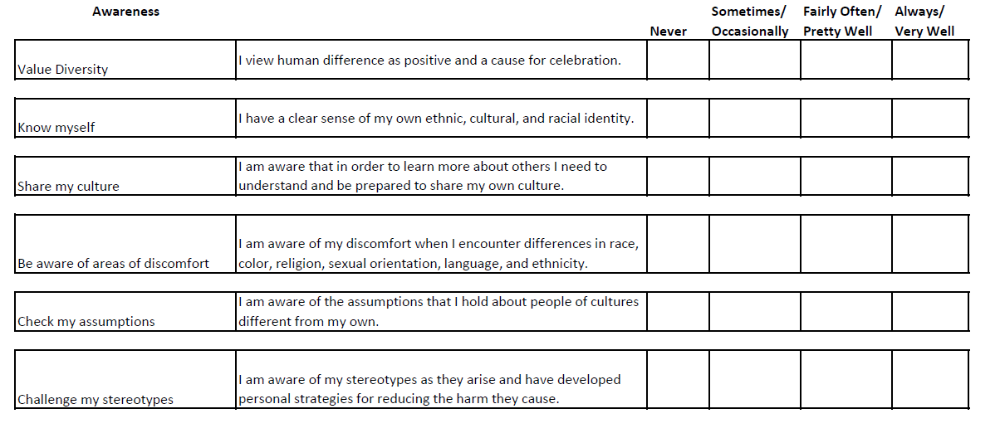 Awareness
Never
Sometimes/
Occasionally
Fairly Often/
Pretty Well
Always/
Very Well
Value Diversity
I view human difference as positive and a cause for celebration.
Know myself
I have a clear sense of my own ethnic, cultural, and racial identity.
Share my culture
I am aware that in order to learn more about others I need to
understand and be prepared to share my own culture.
Be aware of areas of discomfort
I am aware of my discomfort when I encounter differences in race,
color, religion, sexual orientation, language, and ethnicity.
Check my assumptions
I am aware of the assumptions that I hold about people of cultures
different from my own.
Challenge my stereotypes
I am aware of my stereotypes as they arise and have developed
personal strategies for reducing the harm they cause.